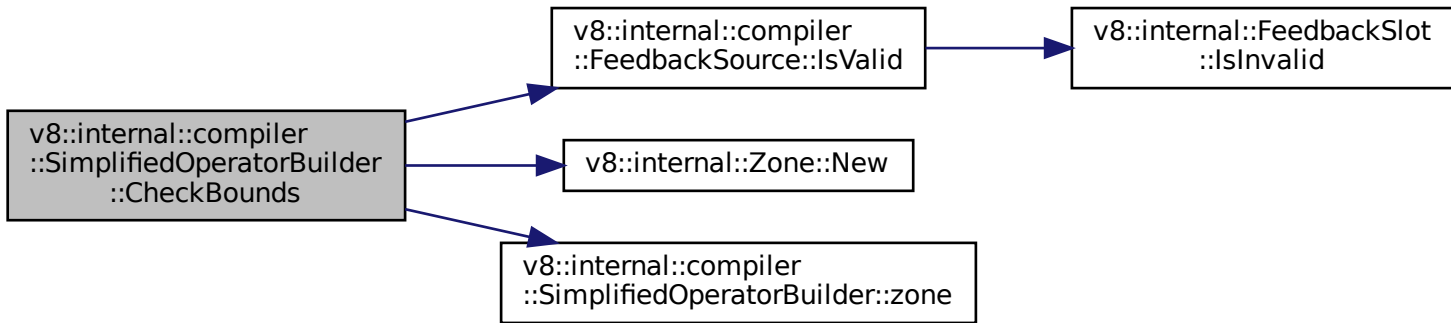 v8::internal::compiler
::SimplifiedOperatorBuilder
::CheckBounds
v8::internal::compiler
::FeedbackSource::IsValid
v8::internal::FeedbackSlot
::IsInvalid
v8::internal::Zone::New
v8::internal::compiler
::SimplifiedOperatorBuilder::zone